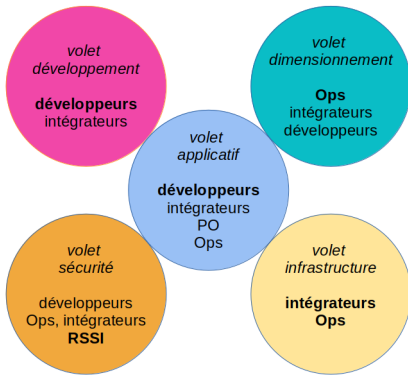 volet
développement
développeurs
intégrateurs
volet
dimensionnement
Ops
intégrateurs
développeurs
volet
applicatif
développeurs
intégrateurs
PO
Ops
volet
sécurité
développeurs
Ops, intégrateurs
RSSI
volet
infrastructure
intégrateurs
Ops